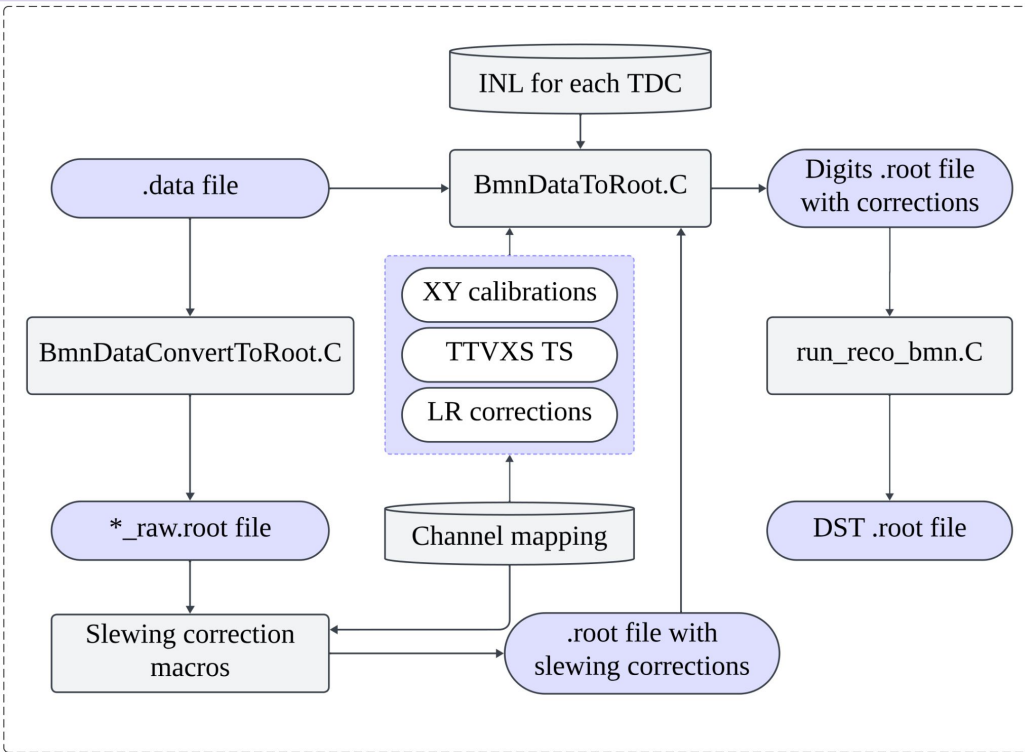 INL for each TDC
.data file
BmnDataToRoot.C
Digits .root file
with corrections
XY calibrations
TTVXS TS
LR corrections
BmnDataConvertToRoot.C
run_reco_bmn.C
*_raw.root file
Channel mapping
DST .root file
Slewing correction
macros
.root file with
slewing corrections